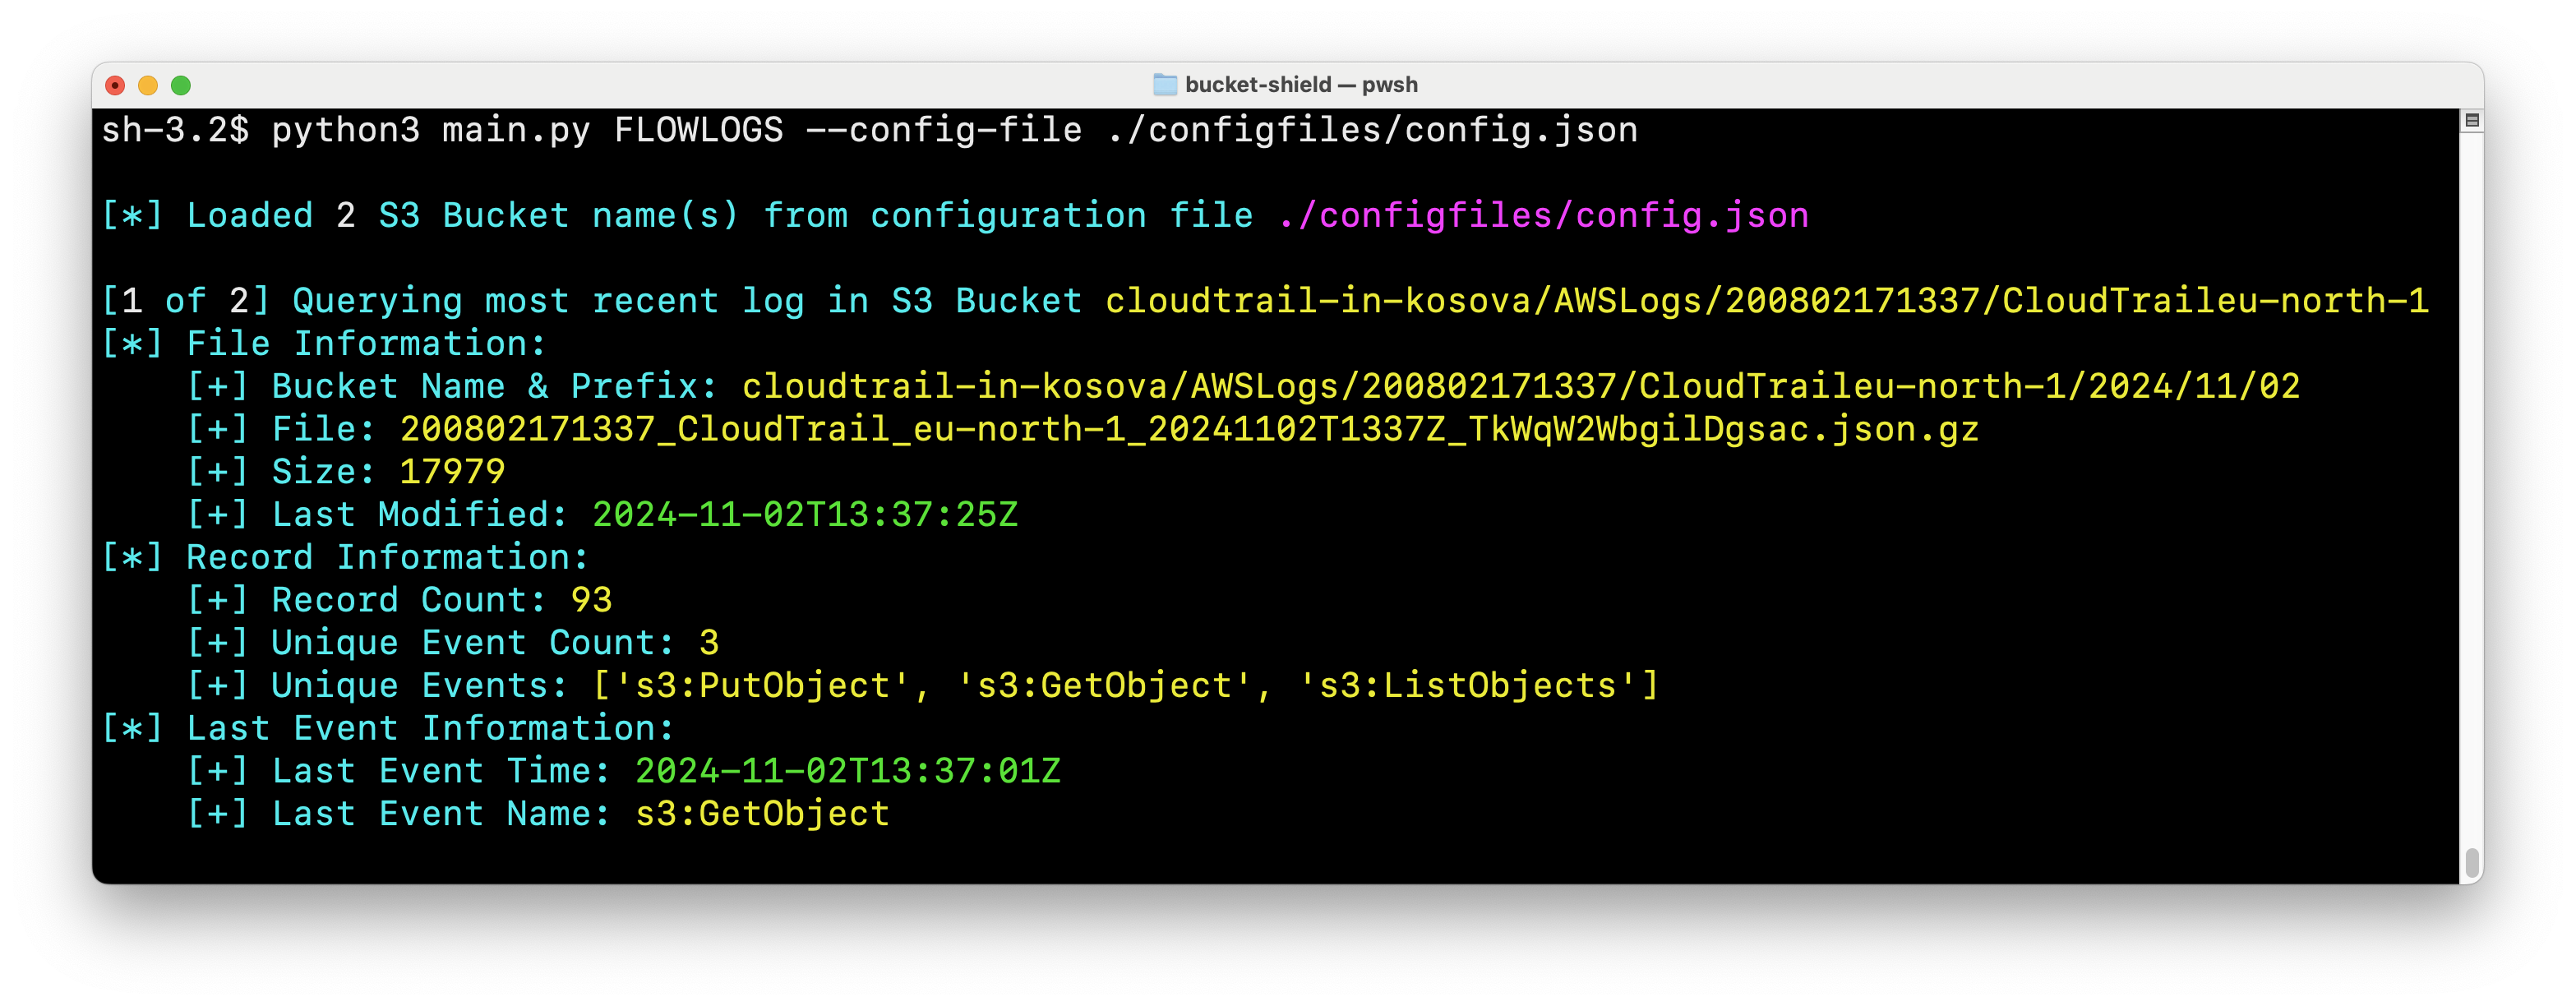 bucket-shield — pwsh
sh-3.2$ python3 main.py FLOWLOGS --config-file ./configfiles/config.json
[*] Loaded 2 S3 Bucket name(s) from configuration file ./configfiles/config.json
[1 of 2] Querying most recent log in S3 Bucket cloudtrail-in-kosova/AWSLogs/200802171337/CloudTraileu-north-1
[*] File Information:
[+] Bucket Name & Prefix: cloudtrail-in-kosova/AWSLogs/200802171337/CloudTraileu-north-1/2024/11/02
[+] File: 200802171337_CloudTrail_eu-north-1_20241102T1337Z_TkWqW2WbgilDgsac.json.gz
[+] Size: 17979
[+] Last Modified: 2024-11-02T13:37:25Z
[*] Record Information:
[+] Record Count: 93
[+] Unique Event Count: 3
[+] Unique Events: ['s3:PutObject', 's3:GetObject', 's3:ListObjects']
[*] Last Event Information:
[+] Last Event Time: 2024-11-02T13:37:01Z
[+] Last Event Name: s3:GetObject